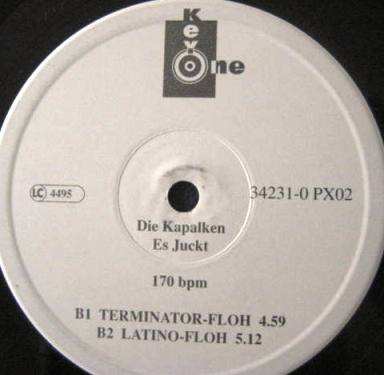 Key One
LC 4495
34231-0 PX02
Die Kapalken
Es Juckt
170 bpm
B1 TERMINATOR-FLOH 4.59
B2 LATINO-FLOH 5.12